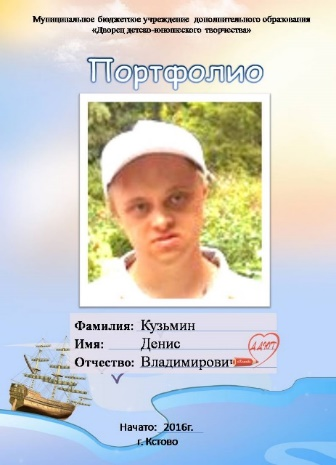 Муниципальное бюджетное учреждение дополнительного образования
«Дворец детско-юношеского творчества»
Портфолио
Фамилия: Кузьмин
Имя: Денис
Отчество: Владимирович
Начато: 2016г.
г. Кстово